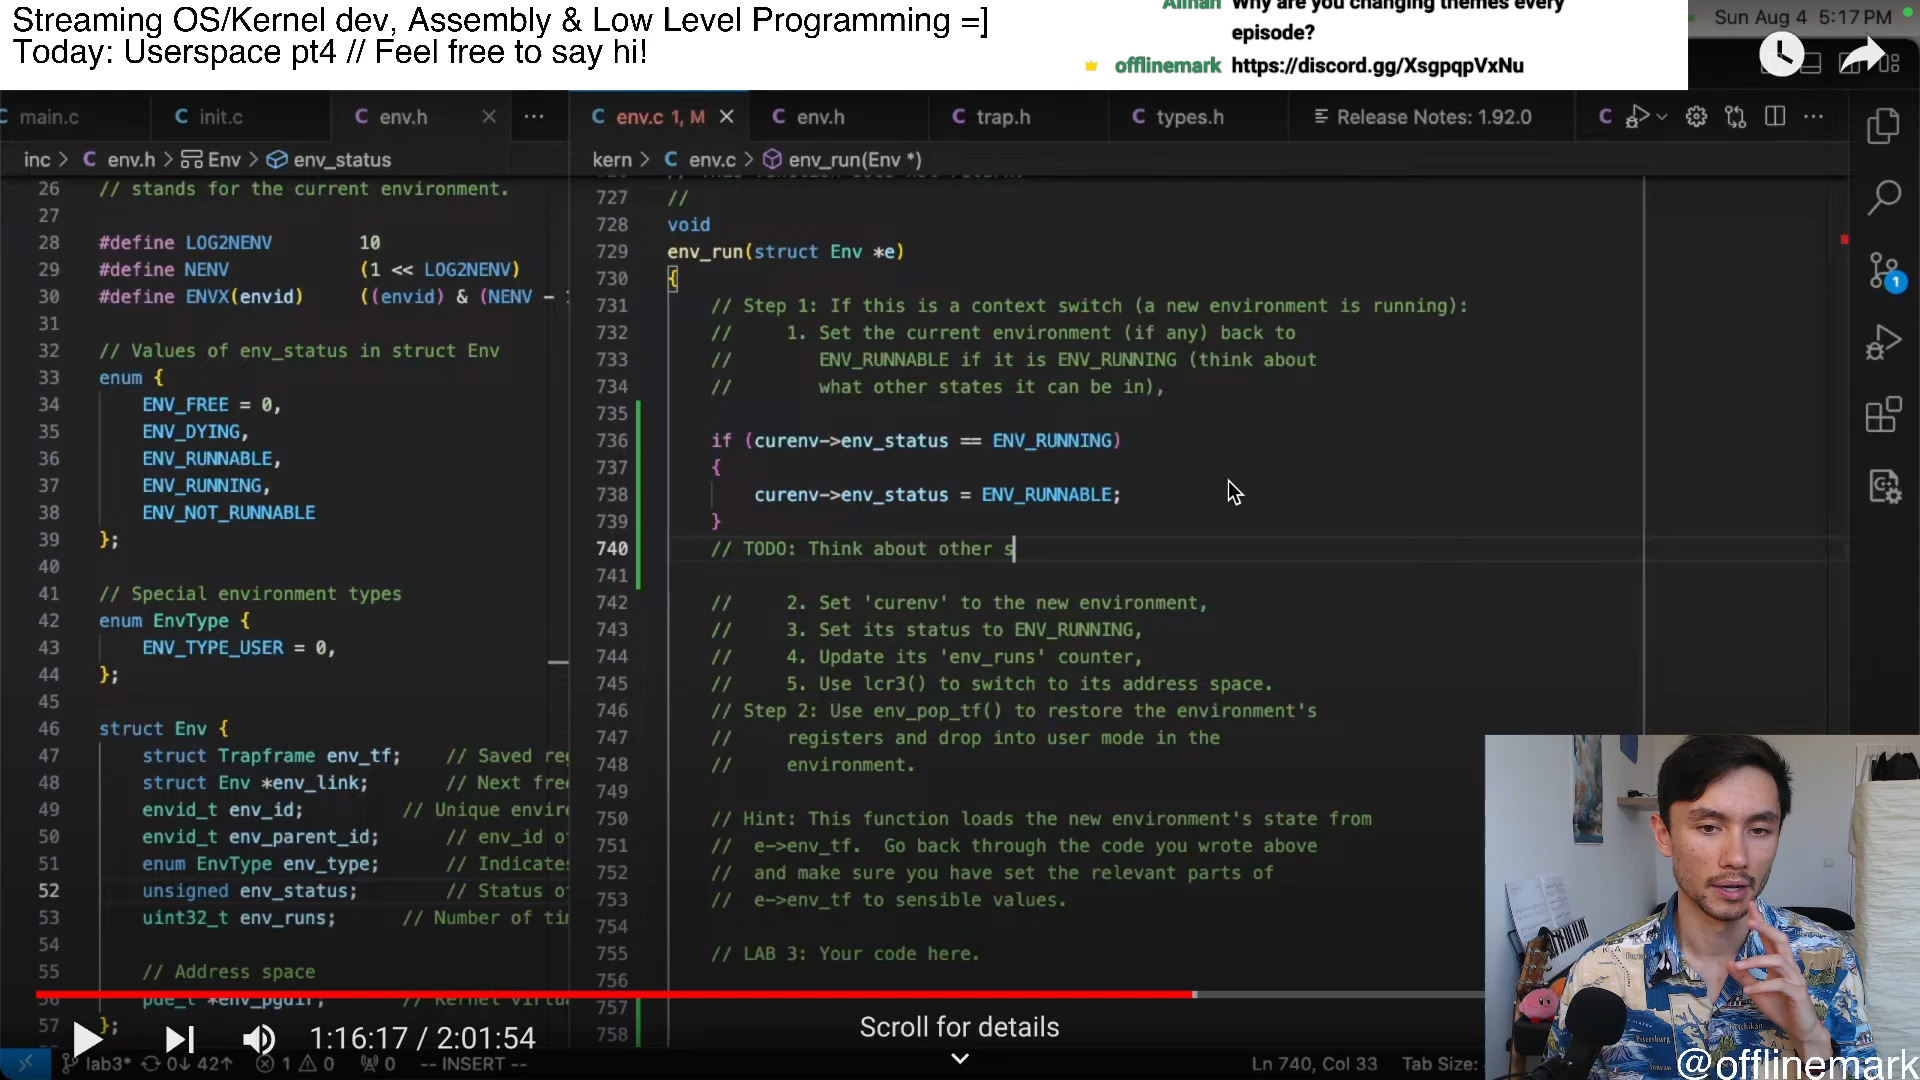 Streaming OS/Kernel dev, Assembly & Low Level Programming =]
Today: Userspace pt4 // Feel free to say hi!
Why are you changing themes every
episode?
offlinemark https://discord.gg/XsgpqpVxNu
Sun Aug 4 5:17 PM
main.c
init.c
env.h
env.c 1, M
env.h
trap.h
types.h
Release Notes: 1.92.0
inc > C env.h > Env > env_status
kern > C env.c > env_run(Env *)
26 // stands for the current environment.
27
28 #define LOG2NENV 10
29 #define NENV (1 << LOG2NENV)
30 #define ENVX(envid) ((envid) & (NENV -
31
32 // Values of env_status in struct Env
33 enum {
34 ENV_FREE = 0,
35 ENV_DYING,
36 ENV_RUNNABLE,
37 ENV_RUNNING,
38 ENV_NOT_RUNNABLE
39 };
40
41 // Special environment types
42 enum EnvType {
43 ENV_TYPE_USER = 0,
44 };
45
46 struct Env {
47 struct Trapframe env_tf; // Saved
48 struct Env *env_link; // Next
49 envid_t env_id; // Unique
50 envid_t env_parent_id; // env_id
51 enum EnvType env_type; // Indicates
52 unsigned env_status; // Status
53 uint32_t env_runs; // Number of
54
55 // Address space
56 pde_t *env_pgdir; // Kernel
57 };
727 //
728 void
729 env_run(struct Env *e)
730 {
731 // Step 1: If this is a context switch (a new environment is running):
732 // 1. Set the current environment (if any) back to
733 // ENV_RUNNABLE if it is ENV_RUNNING (think about
734 // what other states it can be in),
735
736 if (curenv->env_status == ENV_RUNNING)
737 {
738 curenv->env_status = ENV_RUNNABLE;
739 }
740 // TODO: Think about other s
741
742 // 2. Set 'curenv' to the new environment,
743 // 3. Set its status to ENV_RUNNING,
744 // 4. Update its 'env_runs' counter,
745 // 5. Use lcr3() to switch to its address space.
746 // Step 2: Use env_pop_tf() to restore the environment's
747 // registers and drop into user mode in the
748 // environment.
749
750 // Hint: This function loads the new environment's state from
751 // e->env_tf. Go back through the code you wrote above
752 // and make sure you have set the relevant parts of
753 // e->env_tf to sensible values.
754
755 // LAB 3: Your code here.
756
757
758
1
1:16:17 / 2:01:54
Scroll for details
lab3* 0↓ 42↑ 1 0 0 -- INSERT --
Ln 740, Col 33 Tab Size:
@offlinemark